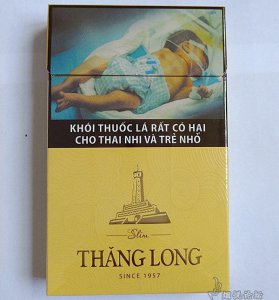 KHÓI THUỐC LÁ RẤT CÓ HẠI
CHO THAI NHI VÀ TRẺ NHỎ
Slim
THĂNG LONG
SINCE 1957